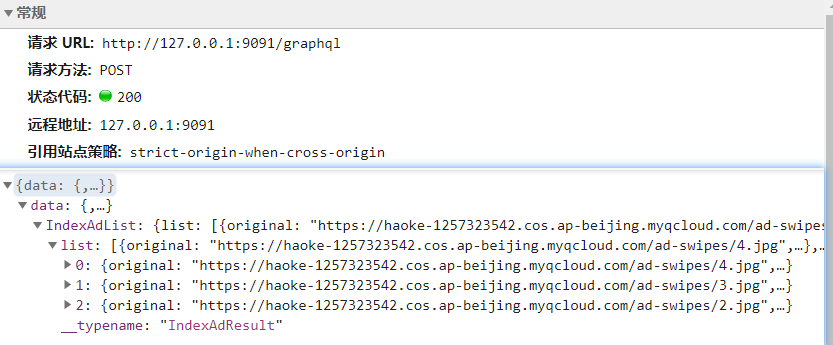 常规
请求 URL: http://127.0.0.1:9091/graphql
请求方法: POST
状态代码: 200
远程地址: 127.0.0.1:9091
引用站点策略: strict-origin-when-cross-origin
{data: {,…}}
data: {,…}
IndexAdList: {list: [{original: "https://haoke-1257323542.cos.ap-beijing.myqcloud.com/ad-swipes
list: [{original: "https://haoke-1257323542.cos.ap-beijing.myqcloud.com/ad-swipes/4.jpg",…},…
0: {original: "https://haoke-1257323542.cos.ap-beijing.myqcloud.com/ad-swipes/4.jpg",…}
1: {original: "https://haoke-1257323542.cos.ap-beijing.myqcloud.com/ad-swipes/3.jpg",…}
2: {original: "https://haoke-1257323542.cos.ap-beijing.myqcloud.com/ad-swipes/2.jpg",…}
__typename: "IndexAdResult"